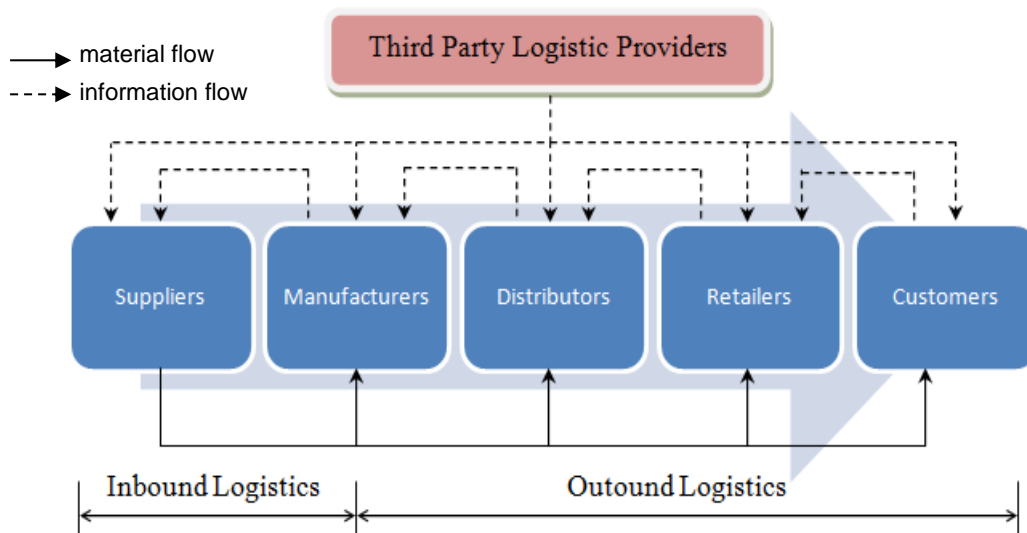 Third Party Logistic Providers
material flow
information flow
Suppliers
Manufacturers
Distributors
Retailers
Customers
Inbound Logistics
Outound Logistics